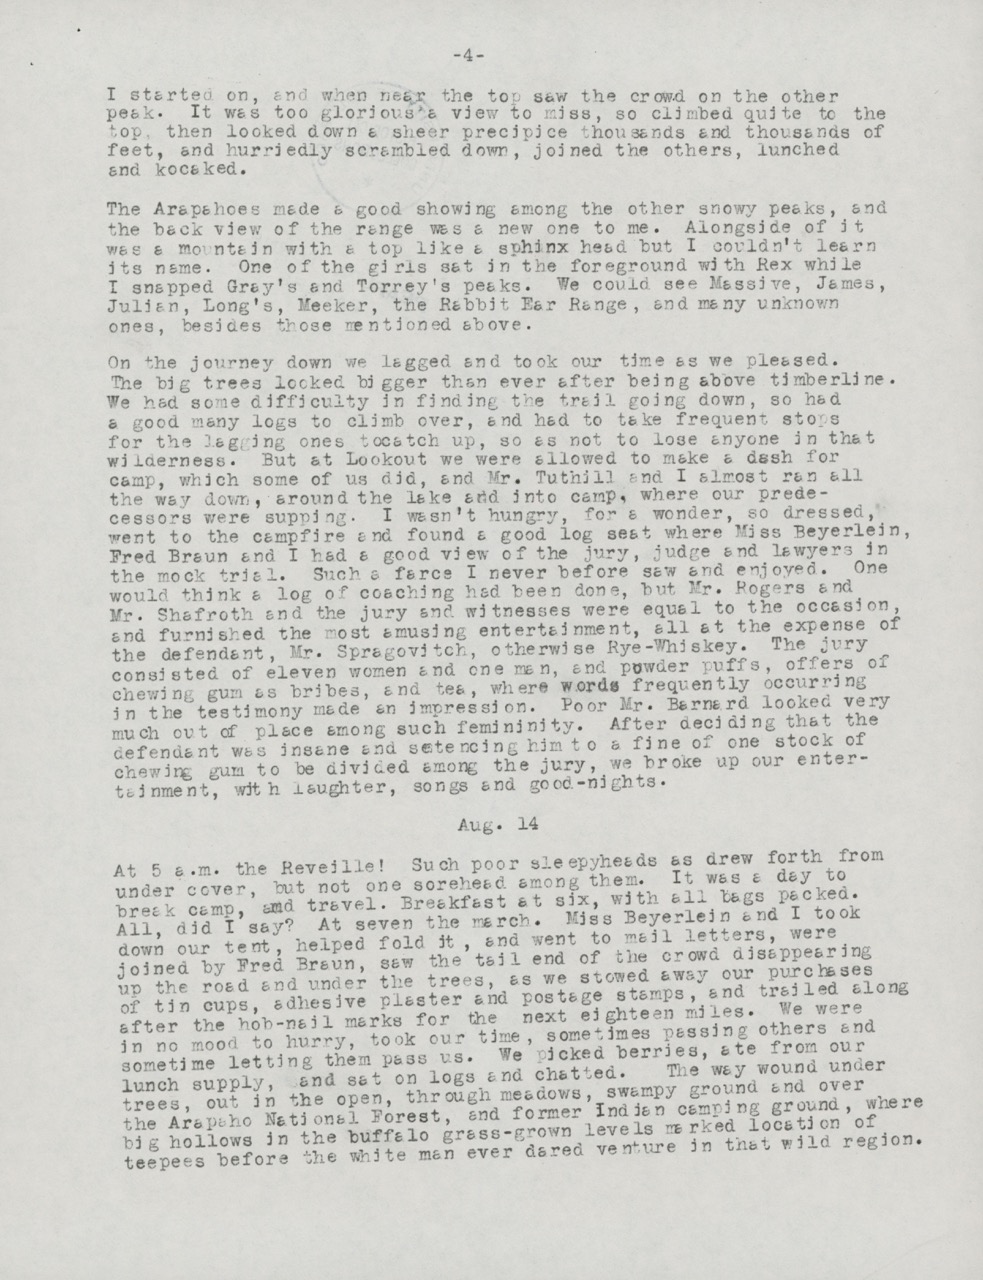 -4-
I started on, and when near the top saw the crowd on the other
peak. It was too glorious a view to miss, so climbed quite to the
top, then looked down a sheer precipice thousands and thousands of
feet, and hurriedly scrambled down, joined the others, lunched
and kocaked.
The Arapahoes made a good showing among the other snowy peaks, and
the back view of the range was a new one to me. Alongside of it
was a mountain with a top like a sphinx head but I couldn't learn
its name. One of the girls sat in the foreground with Rex while
I snapped Gray's and Torrey's peaks. We could see Massive, James,
Julian, Long's, Meeker, the Rabbit Ear Range, and many unknown
ones, besides those mentioned above.
On the journey down we lagged and took our time as we pleased.
The big trees looked bigger than ever after being above timberline.
We had some difficulty in finding the trail going down, so had
a good many logs to climb over, and had to take frequent stops
for the lagging ones tocatch up, so as not to lose anyone in that
wilderness. But at Lookout we were allowed to make a dash for
camp, which some of us did, and Mr. Tuthill and I almost ran all
the way down, around the lake and into camp, where our prede-
cessors were supping. I wasn't hungry, for a wonder, so dressed,
went to the campfire and found a good log seat where Miss Beyerlein,
Fred Braun and I had a good view of the jury, judge and lawyers in
the mock trial. Such a farce I never before saw and enjoyed. One
would think a log of coaching had been done, but Mr. Rogers and
Mr. Shafroth and the jury and witnesses were equal to the occasion,
and furnished the most amusing entertainment, all at the expense of
the defendant, Mr. Spragovitch, otherwise Rye-Whiskey. The jury
consisted of eleven women and one man, and powder puffs, offers of
chewing gum as bribes, and tea, where words frequently occurring
in the testimony made an impression. Poor Mr. Barnard looked very
much out of place among such femininity. After deciding that the
defendant was insane and setencing him to a fine of one stock of
chewing gum to be divided among the jury, we broke up our enter-
tainment, with laughter, songs and good-nights.
Aug. 14
At 5 a.m. the Reveille! Such poor sleepyheads as drew forth from
under cover, but not one sorehead among them. It was a day to
break camp, and travel. Breakfast at six, with all bags packed.
All, did I say? At seven the march. Miss Beyerlein and I took
down our tent, helped fold it, and went to mail letters, were
joined by Fred Braun, saw the tail end of the crowd disappearing
up the road and under the trees, as we stowed away our purchases
of tin cups, adhesive plaster and postage stamps, and trailed along
after the hob-nail marks for the next eighteen miles. We were
in no mood to hurry, took our time, sometimes passing others and
sometime letting them pass us. We picked berries, ate from our
lunch supply, and sat on logs and chatted. The way wound under
trees, out in the open, through meadows, swampy ground and over
the Arapaho National Forest, and former Indian camping ground, where
big hollows in the buffalo grass-grown levels marked location of
teepees before the white man ever dared venture in that wild region.